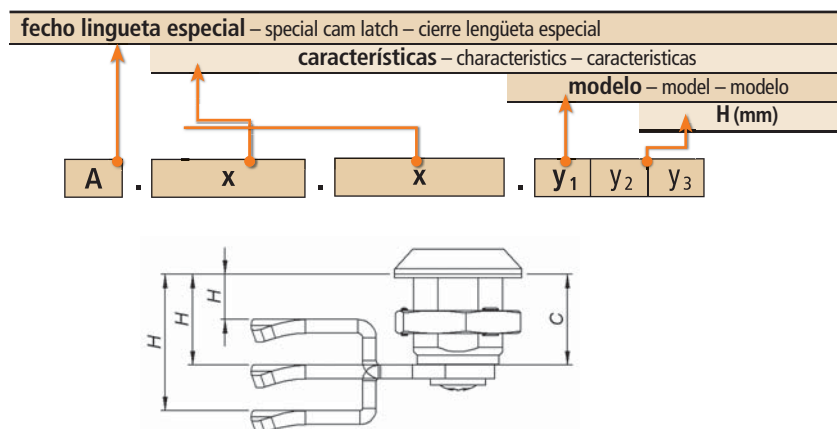 fecho lingueta especial – special cam latch – cierre lengüeta especial
características – characteristics – caracteristicas
modelo – model – modelo
H (mm)
A . x . x . y1 y2 y3
H
H
H
C